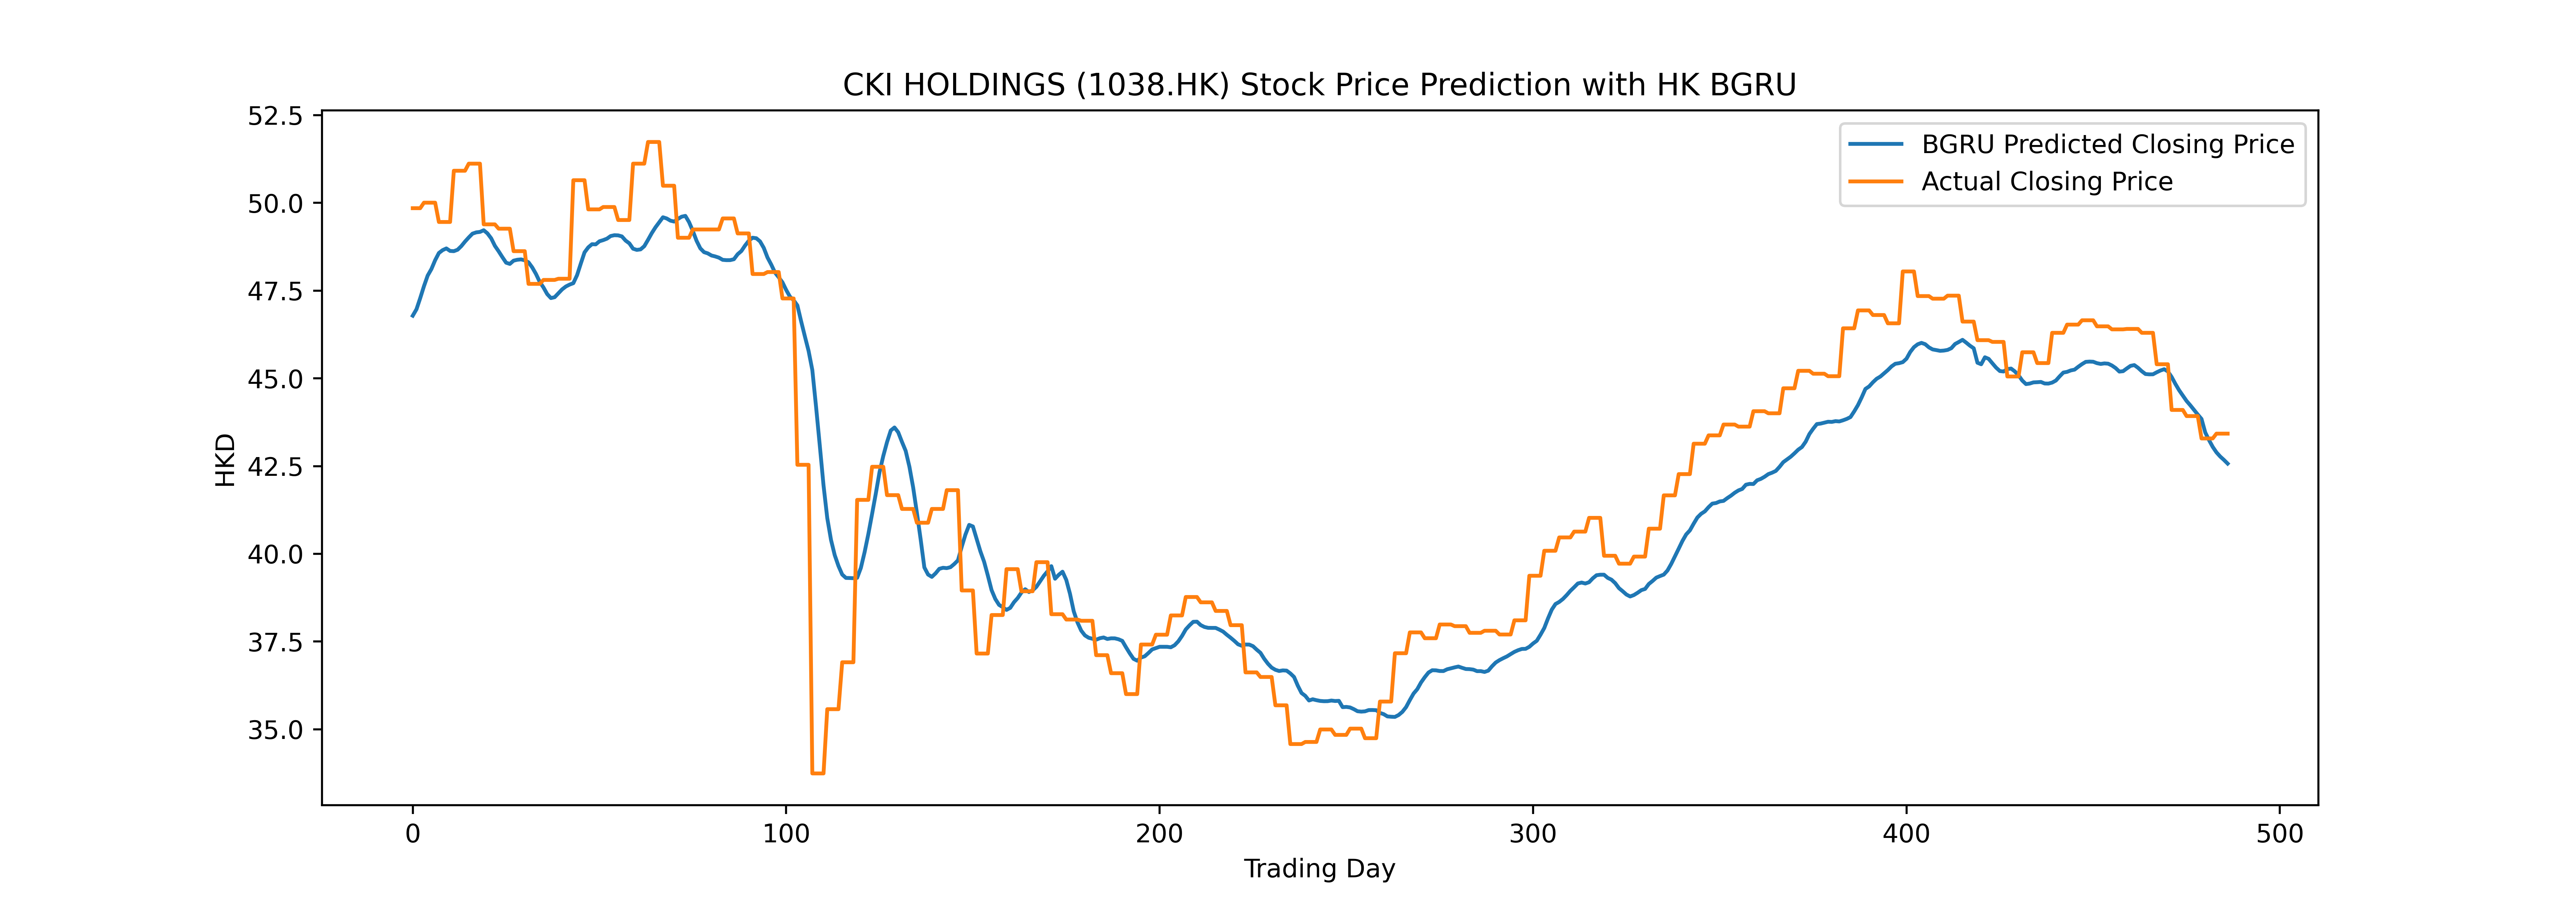 CKI HOLDINGS (1038.HK) Stock Price Prediction with HK BGRU
52.5
50.0
47.5
45.0
42.5
40.0
37.5
35.0
HKD
BGRU Predicted Closing Price
Actual Closing Price
0 100 200 300 400 500
Trading Day